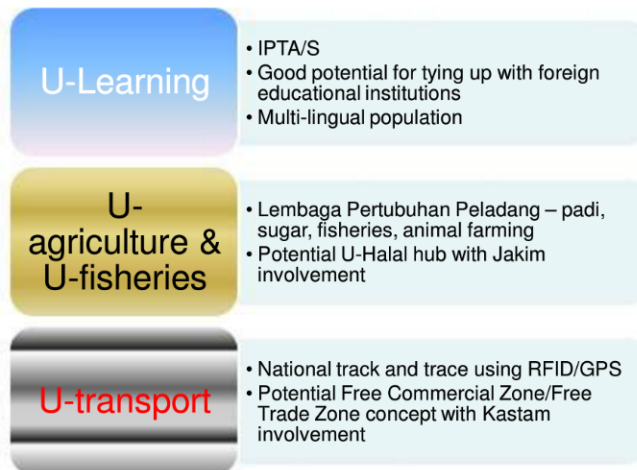 U-Learning
• IPTA/S
• Good potential for tying up with foreign
educational institutions
• Multi-lingual population
U-
agriculture &
U-fisheries
• Lembaga Pertubuhan Peladang – padi,
sugar, fisheries, animal farming
• Potential U-Halal hub with Jakim
involvement
U-transport
• National track and trace using RFID/GPS
• Potential Free Commercial Zone/Free
Trade Zone concept with Kastam
involvement